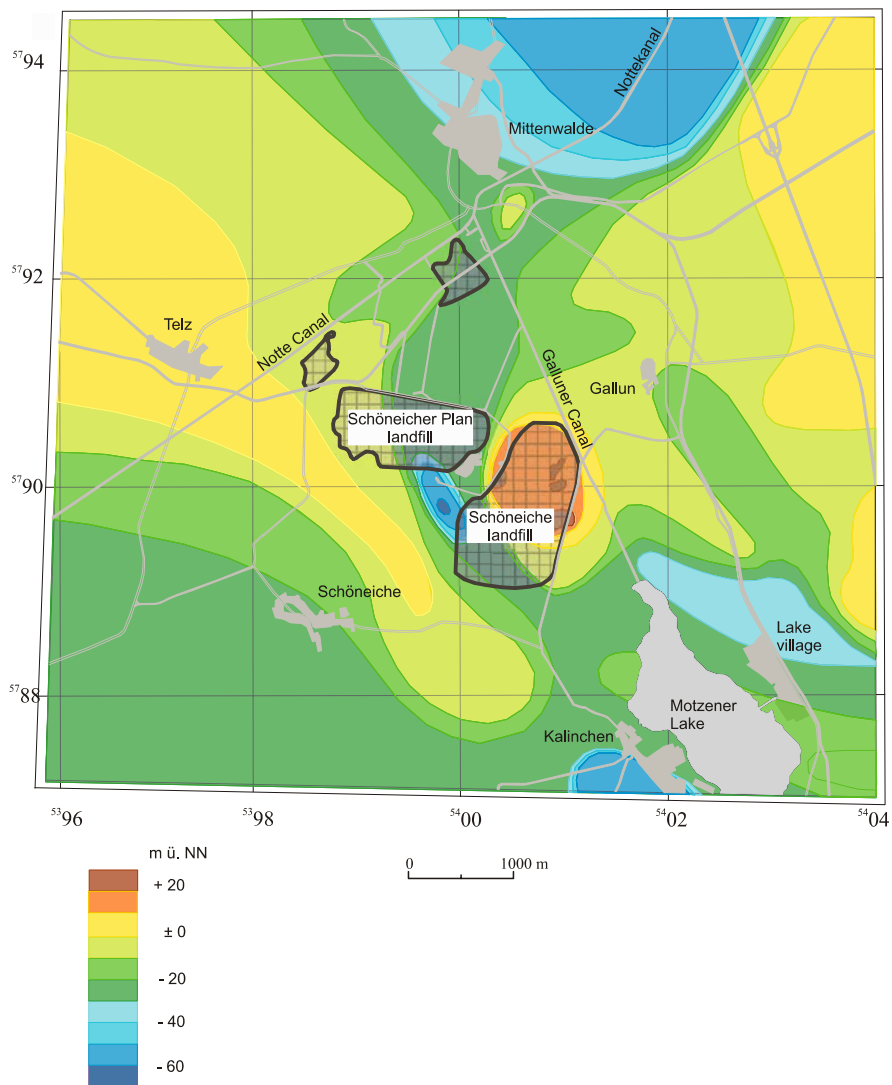 5794
Nottekanal
Mittenwalde
5792
Telz
Notte Canal
Galluner Canal
Gallun
Schöneicher Plan
landfill
5790
Schöneiche
landfill
Schöneiche
Lake
village
5788
Motzener
Lake
Kalinchen
5396
5398
5400
5402
5404
m ü. NN
0
1000 m
+ 20
± 0
- 20
- 40
- 60